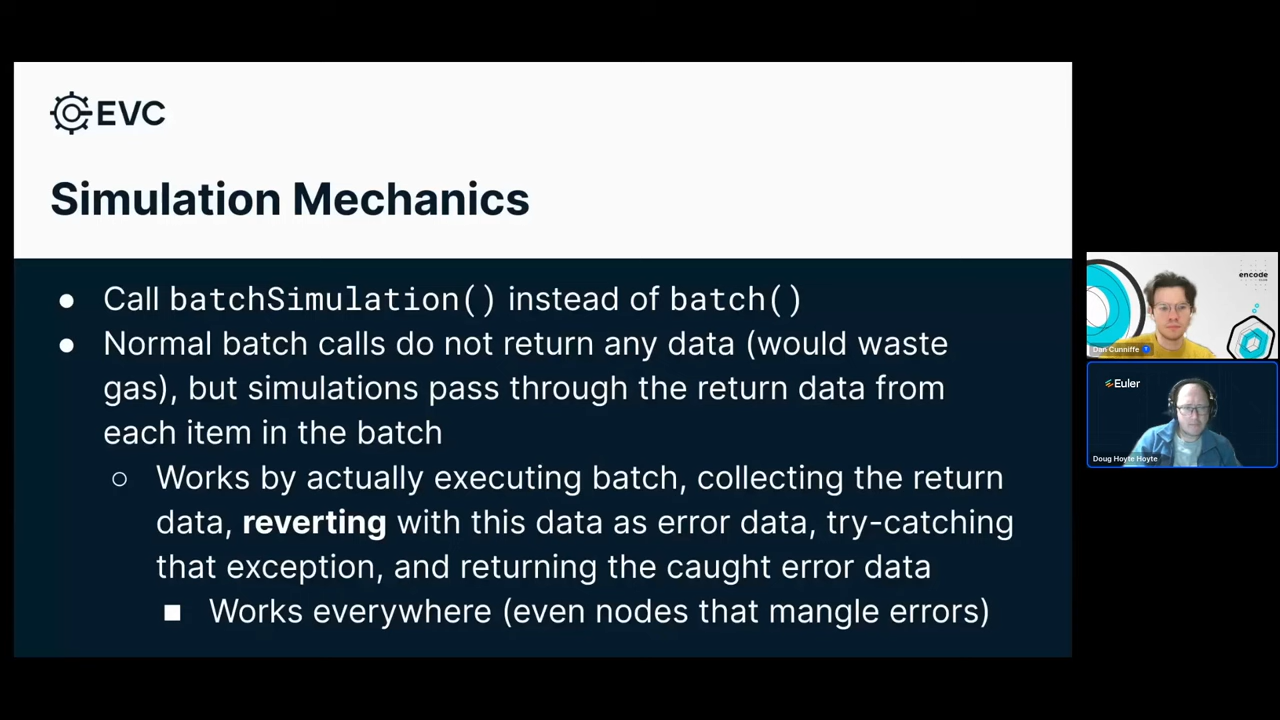 EVC
Simulation Mechanics
● Call batchSimulation() instead of batch()
● Normal batch calls do not return any data (would waste
gas), but simulations pass through the return data from
each item in the batch
○ Works by actually executing batch, collecting the return
data, reverting with this data as error data, try-catching
that exception, and returning the caught error data
■ Works everywhere (even nodes that mangle errors)
encode
Dan Cunniffe
Euler
Doug Hoyte Hoyte